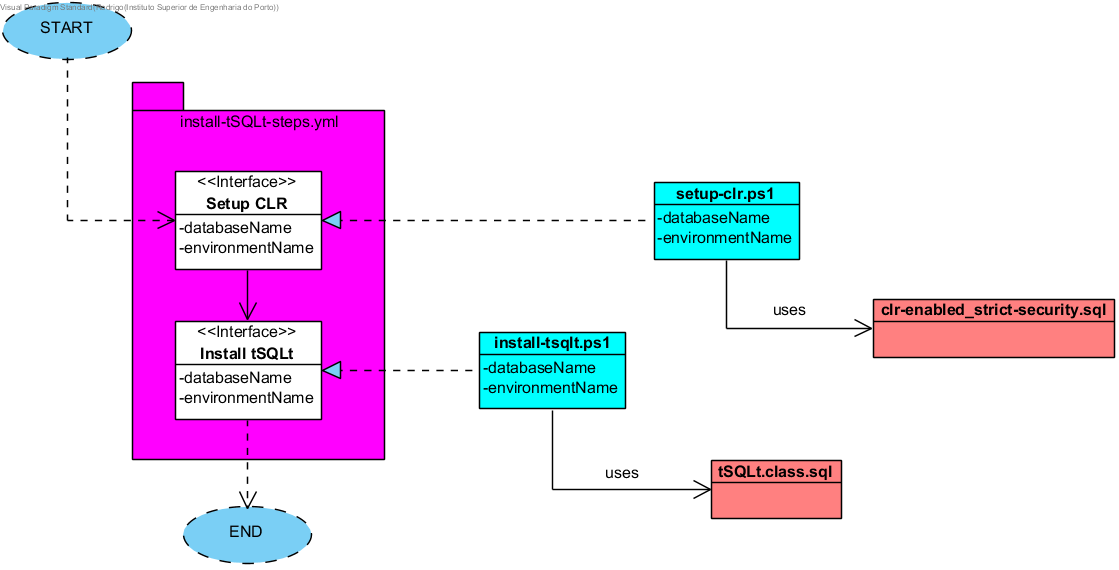 Visual Paradigm Standard(Rodrigo(Instituto Superior de Engenharia do Porto))
START
install-tSQLt-steps.yml
<<Interface>>
Setup CLR
-databaseName
-environmentName
setup-clr.ps1
-databaseName
-environmentName
uses
clr-enabled_strict-security.sql
<<Interface>>
Install tSQLt
-databaseName
-environmentName
install-tsqlt.ps1
-databaseName
-environmentName
uses
tSQLt.class.sql
END